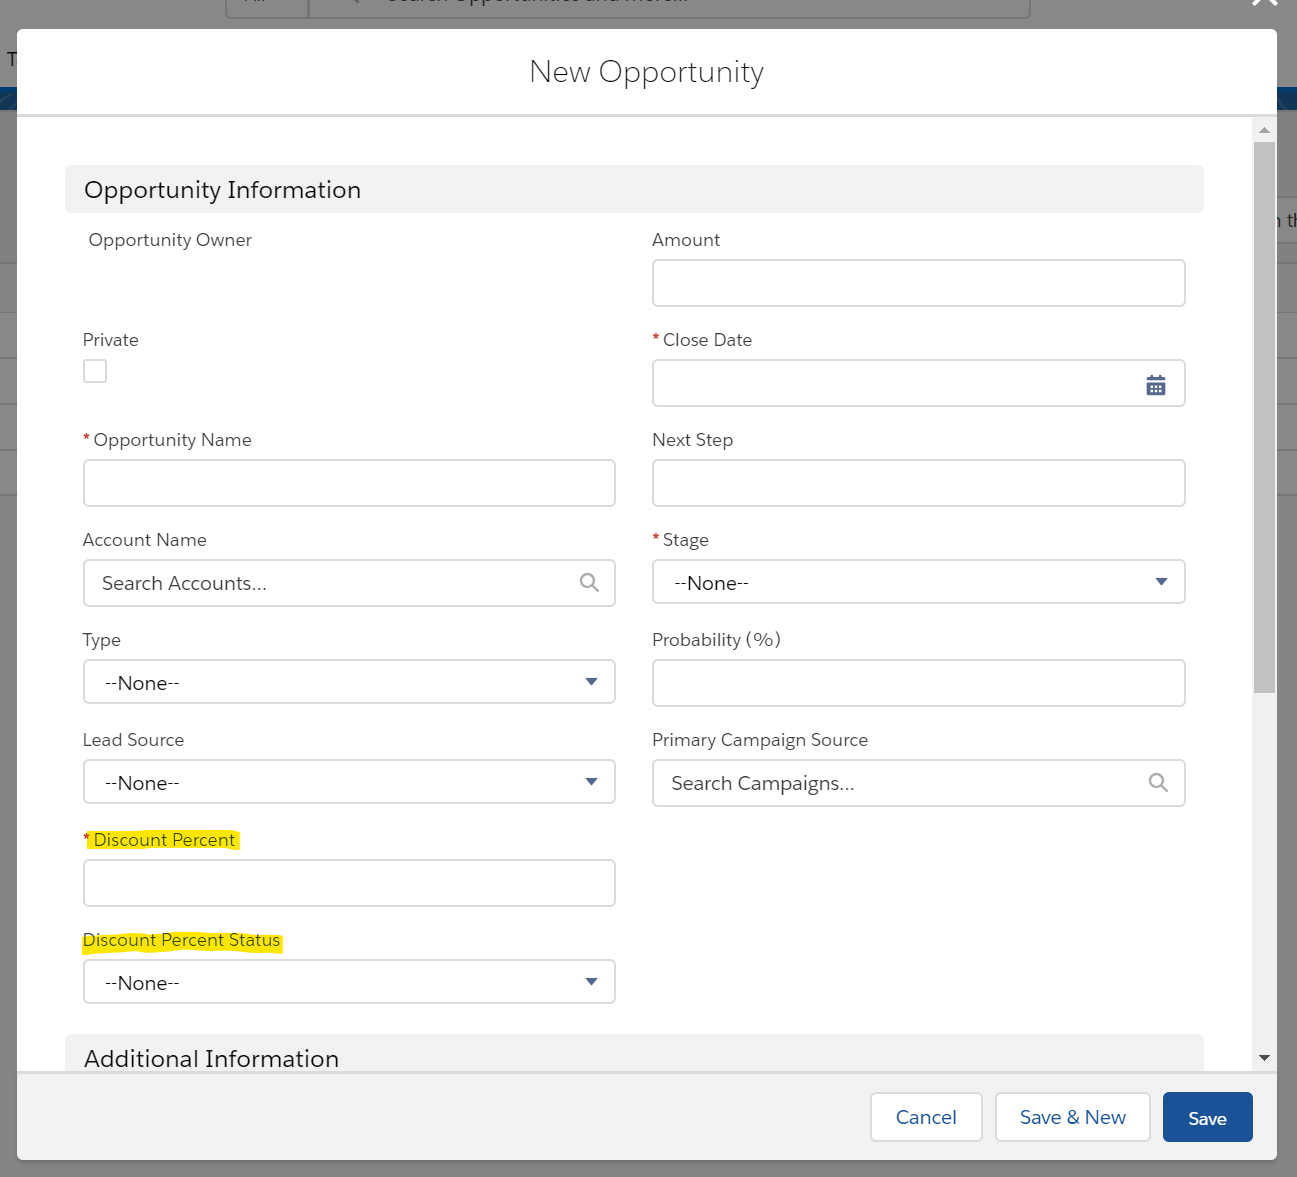 New Opportunity
Opportunity Information
Opportunity Owner
Amount
Private
* Close Date
* Opportunity Name
Next Step
Account Name
Search Accounts...
* Stage
--None--
Type
--None--
Probability (%)
Lead Source
--None--
Primary Campaign Source
Search Campaigns...
* Discount Percent
Discount Percent Status
--None--
Additional Information
Cancel
Save & New
Save